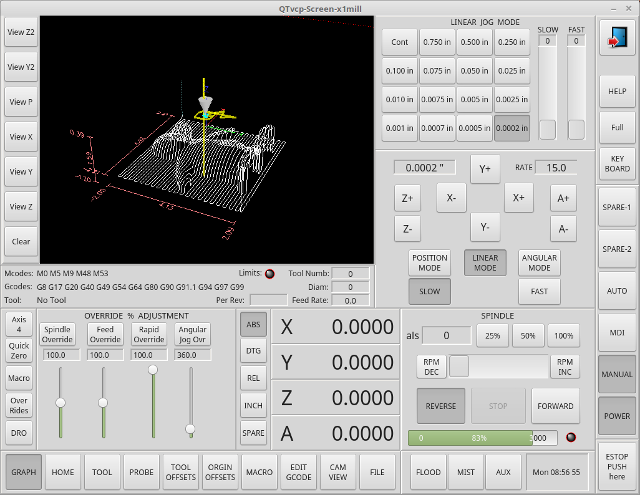 QTvcp-Screen-x1mill
View Z2
View Y2
View P
View X
View Y
View Z
Clear
LINEAR JOG MODE
SLOW
FAST
Cont
0.750 in
0.500 in
0.250 in
0
0
0.100 in
0.075 in
0.050 in
0.025 in
0.010 in
0.0075 in
0.005 in
0.0025 in
0.001 in
0.0007 in
0.0005 in
0.0002 in
0.0002 "
Y+
RATE
15.0
Z+
X-
X+
A+
Z-
Y-
A-
POSITION
MODE
LINEAR
MODE
ANGULAR
MODE
SLOW
FAST
HELP
Full
KEY
BOARD
SPARE-1
SPARE-2
AUTO
MDI
MANUAL
POWER
ESTOP
PUSH
here
Mcodes: M0 M5 M9 M48 M53
Limits:
Tool Numb:
0
Gcodes: G8 G17 G20 G40 G49 G54 G64 G80 G90 G91.1 G94 G97 G99
Diam:
0
Tool: No Tool
Per Rev:
Feed Rate:
0.0
Axis
4
Quick
Zero
Macro
Over
Rides
DRO
OVERRIDE % ADJUSTMENT
Spindle
Override
Feed
Override
Rapid
Override
Angular
Jog Ovr
100.0
100.0
100.0
360.0
ABS
DTG
REL
INCH
SPARE
X 0.0000
Y 0.0000
Z 0.0000
A 0.0000
SPINDLE
als
0
25%
50%
100%
RPM
DEC
RPM
INC
REVERSE
STOP
FORWARD
0
83%
3000
GRAPH
HOME
TOOL
PROBE
TOOL
OFFSETS
ORGIN
OFFSETS
MACRO
EDIT
GCODE
CAM
VIEW
FILE
FLOOD
MIST
AUX
Mon 08:56 55